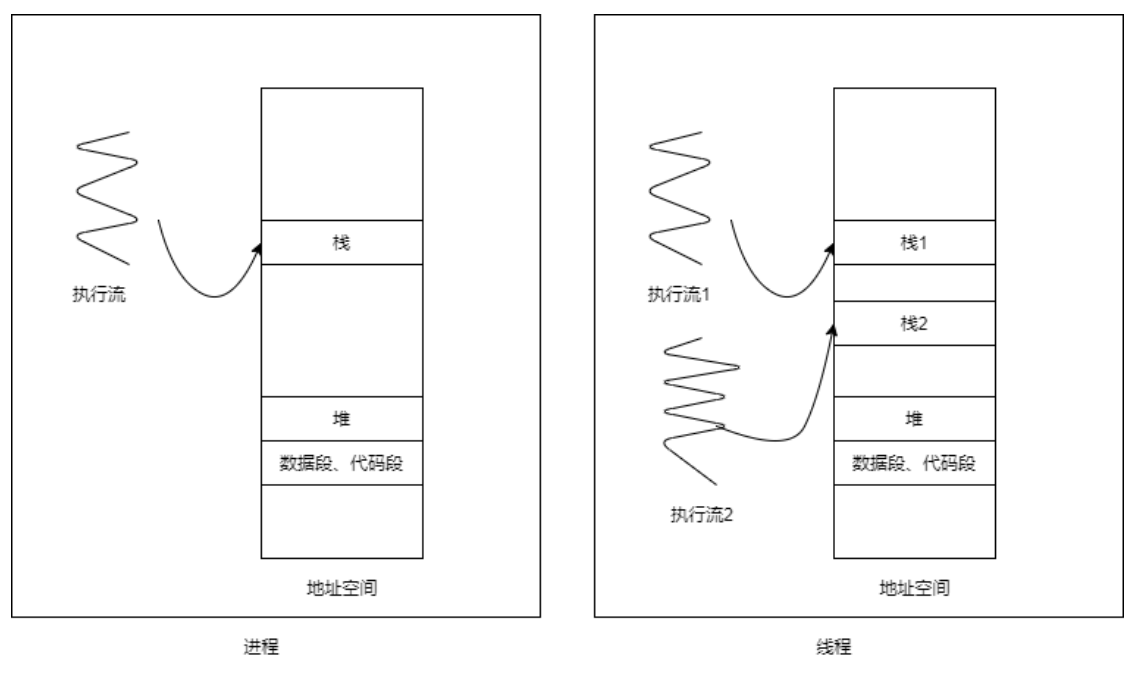 栈
执行流
堆
数据段、代码段
地址空间
进程
栈1
执行流1
栈2
堆
数据段、代码段
执行流2
地址空间
线程